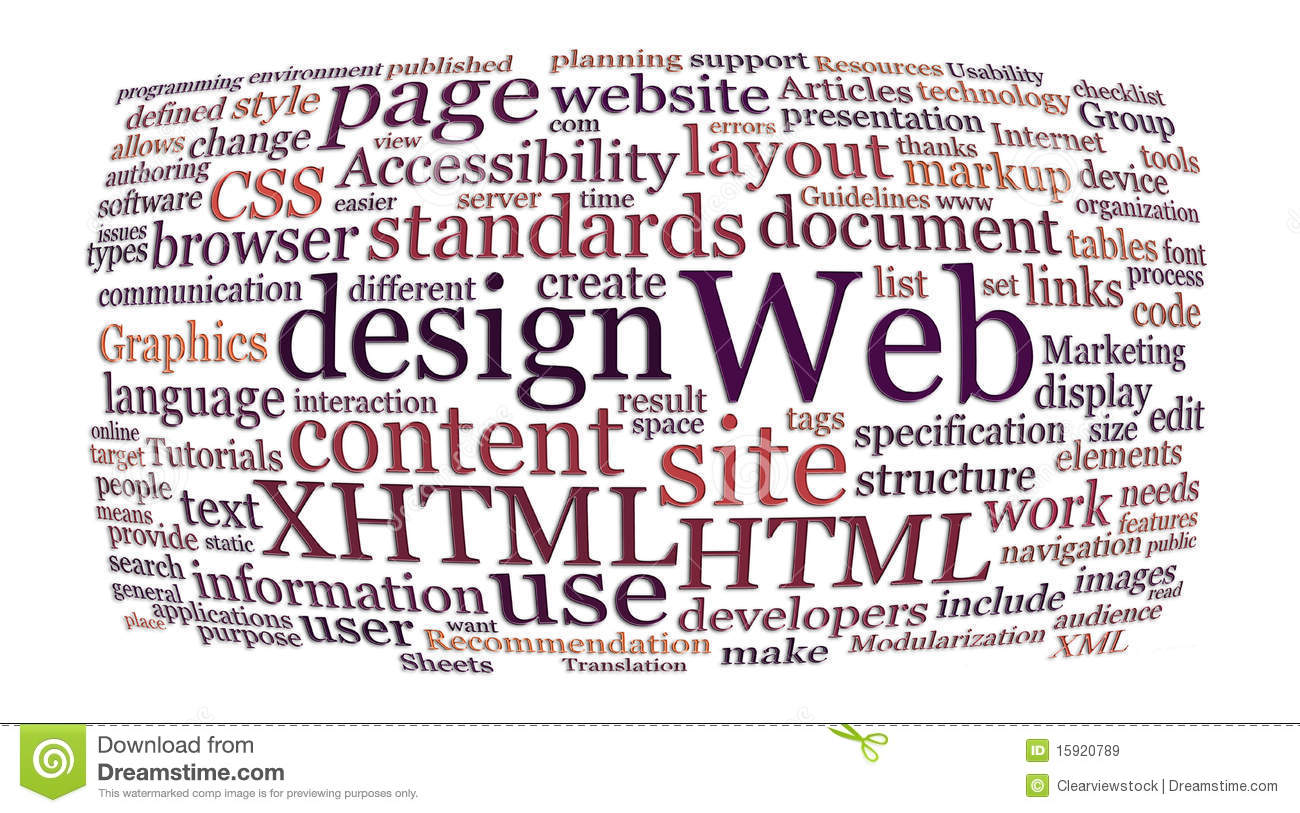 programming environment published planning support Resources Usability checklist
defined style page website Articles technology Group
allows change view com errors presentation Internet tools
authoring CSS Accessibility layout thanks markup device
software easier server time Guidelines www organization
issues types browser standards document tables font
communication different create list set links process code
Graphics design Web Marketing
language interaction result display edit
online content space site tags specification size
target Tutorials structure elements
people text XHTML HTML work needs
means provide static navigation features public
search information use images read
general applications developers include audience
place purpose user want Recommendation make Modularization XML
Sheets Translation
Download from
Dreamstime.com
This watermarked comp image is for previewing purposes only.
ID 15920789
© Clearviewstock | Dreamstime.com